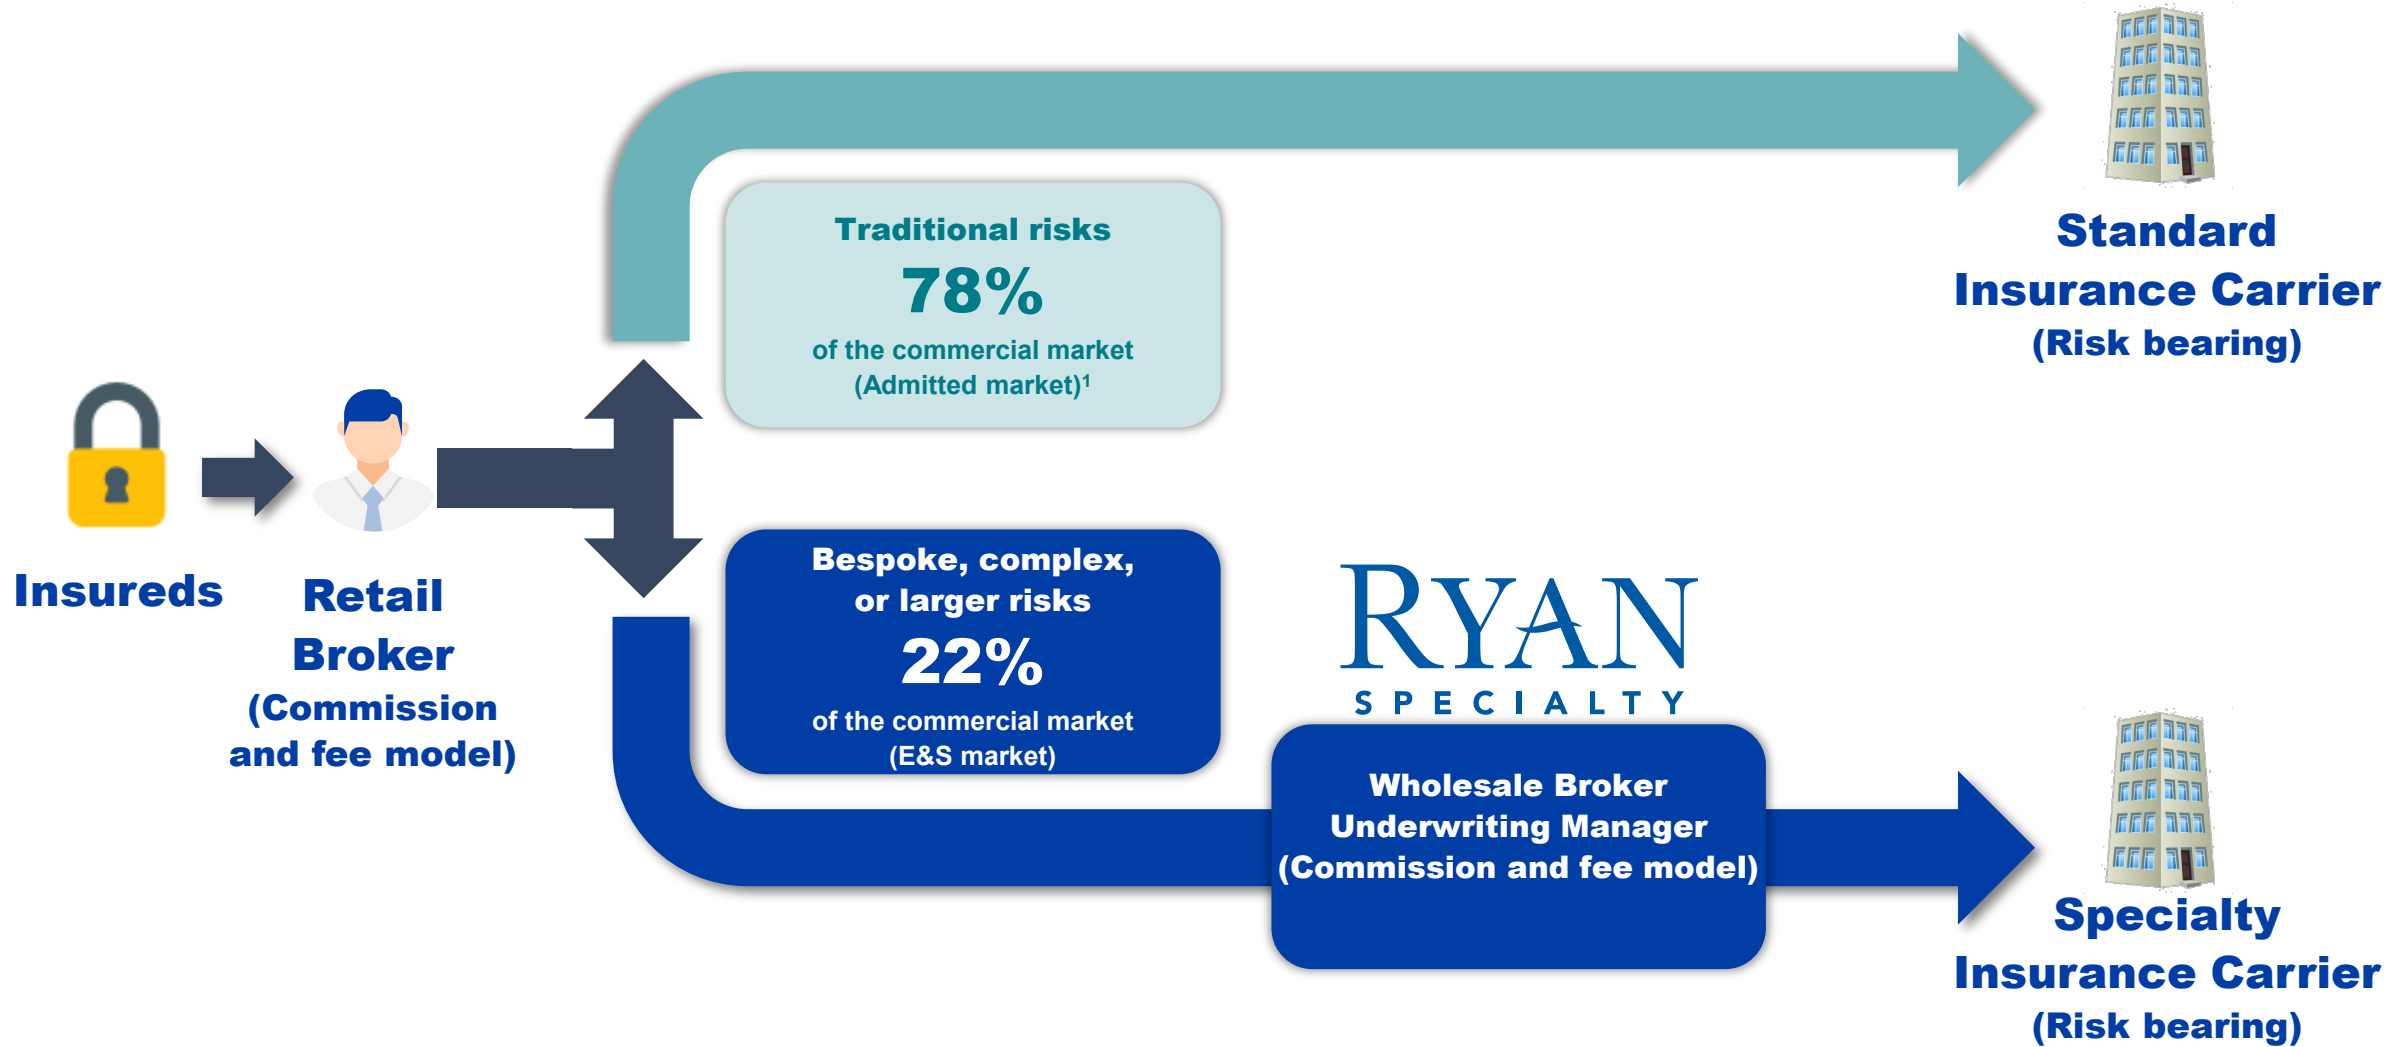 Insureds
Retail
Broker
(Commission
and fee model)
Traditional risks
78%
of the commercial market
(Admitted market)¹
Standard
Insurance Carrier
(Risk bearing)
Bespoke, complex,
or larger risks
22%
of the commercial market
(E&S market)
RYAN
SPECIALTY
Wholesale Broker
Underwriting Manager
(Commission and fee model)
Specialty
Insurance Carrier
(Risk bearing)